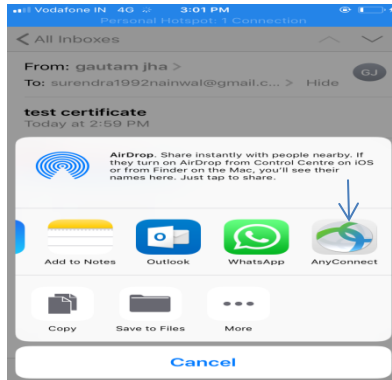 Vodafone IN 4G 3:01 PM
Personal Hotspot: 1 Connection
All Inboxes
From: gautam jha >
GJ
To: surendra1992nainwal@gmail.c... > Hide
test certificate
Today at 2:59 PM
AirDrop. Share instantly with people nearby. If
they turn on AirDrop from Control Centre on iOS
or from Finder on the Mac, you'll see their
names here. Just tap to share.
Add to Notes Outlook WhatsApp AnyConnect
Copy Save to Files More
Cancel